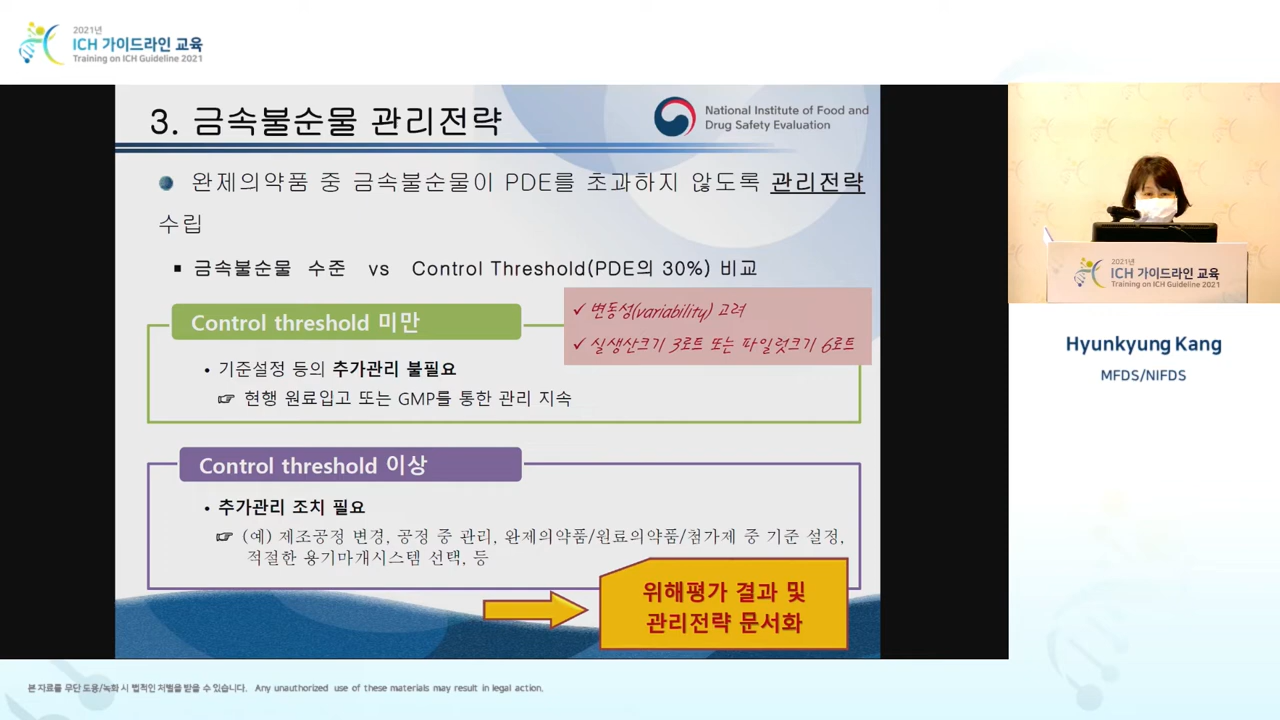 2021년
ICH 가이드라인 교육
Training on ICH Guideline 2021
3. 금속불순물 관리전략
National Institute of Food and
Drug Safety Evaluation
완제의약품 중 금속불순물이 PDE를 초과하지 않도록 관리전략
수립
▪ 금속불순물 수준 vs Control Threshold(PDE의 30%) 비교
Control threshold 미만
✓ 변동성(variability) 고려
✓ 실생산크기 3로트 또는 파일럿크기 6로트
• 기준설정 등의 추가관리 불필요
☞ 현행 원료입고 또는 GMP를 통한 관리 지속
Control threshold 이상
• 추가관리 조치 필요
☞ (예) 제조공정 변경, 공정 중 관리, 완제의약품/원료의약품/첨가제 중 기준 설정,
적절한 용기마개시스템 선택, 등
위해평가 결과 및
관리전략 문서화
2021년
ICH 가이드라인 교육
Training on ICH Guideline 2021
Hyunkyung Kang
MFDS/NIFDS
본 자료를 무단 도용/녹화 시 법적인 처벌을 받을 수 있습니다. Any unauthorized use of these materials may result in legal action.